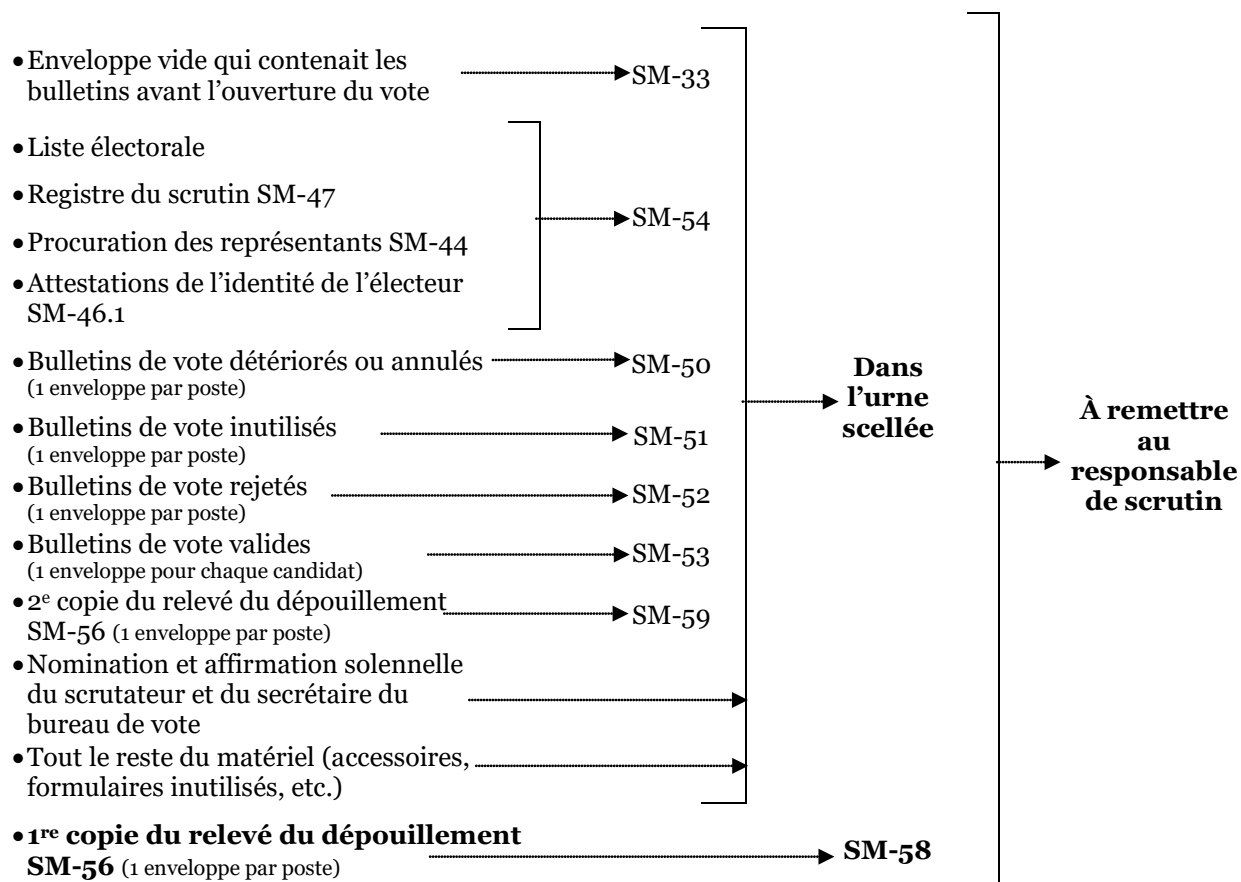 •Enveloppe vide qui contenait les
bulletins avant l’ouverture du vote
SM-33
•Liste électorale
•Registre du scrutin SM-47
•Procuration des représentants SM-44
•Attestations de l’identité de l’électeur
SM-46.1
SM-54
•Bulletins de vote détériorés ou annulés
(1 enveloppe par poste)
SM-50
•Bulletins de vote inutilisés
(1 enveloppe par poste)
SM-51
•Bulletins de vote rejetés
(1 enveloppe par poste)
SM-52
•Bulletins de vote valides
(1 enveloppe pour chaque candidat)
SM-53
•2e copie du relevé du dépouillement
SM-56 (1 enveloppe par poste)
SM-59
•Nomination et affirmation solennelle
du scrutateur et du secrétaire du
bureau de vote
•Tout le reste du matériel (accessoires,
formulaires inutilisés, etc.)
Dans
l’urne
scellée
•1re copie du relevé du dépouillement
SM-56 (1 enveloppe par poste)
SM-58
À remettre
au
responsable
de scrutin